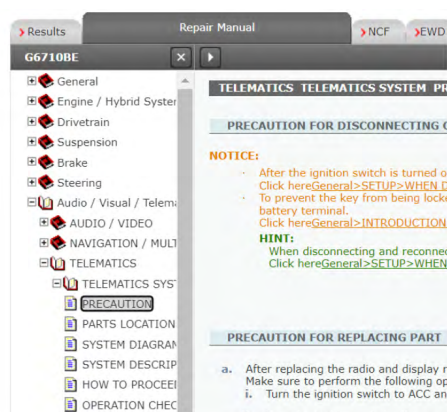 Results
Repair Manual
NCF
EWD
G6710BE
General
Engine / Hybrid System
Drivetrain
Suspension
Brake
Steering
Audio / Visual / Telem
AUDIO / VIDEO
NAVIGATION / MULT
TELEMATICS
TELEMATICS SYST
PRECAUTION
PARTS LOCATION
SYSTEM DIAGRAM
SYSTEM DESCRIP
HOW TO PROCEE
OPERATION CHEC
TELEMATICS TELEMATICS SYSTEM PR
PRECAUTION FOR DISCONNECTING
NOTICE:
· After the ignition switch is turned o
Click hereGeneral>SETUP>WHEN D
· To prevent the key from being locke
battery terminal.
Click hereGeneral>INTRODUCTION
HINT:
When disconnecting and reconnec
Click hereGeneral>SETUP>WHEN
PRECAUTION FOR REPLACING PART
a. After replacing the radio and display r
Make sure to perform the following op
i. Turn the ignition switch to ACC an